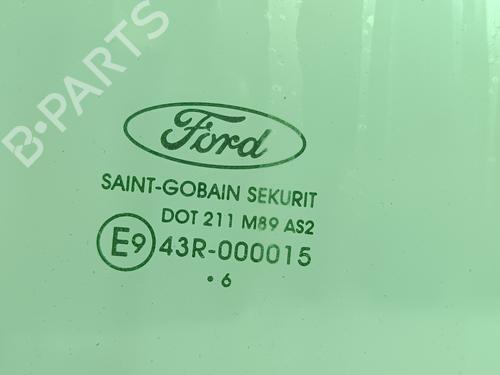 B·PARTS
Ford
SAINT-GOBAIN SEKURIT
DOT 211 M89 AS2
E9 43R-000015
·6